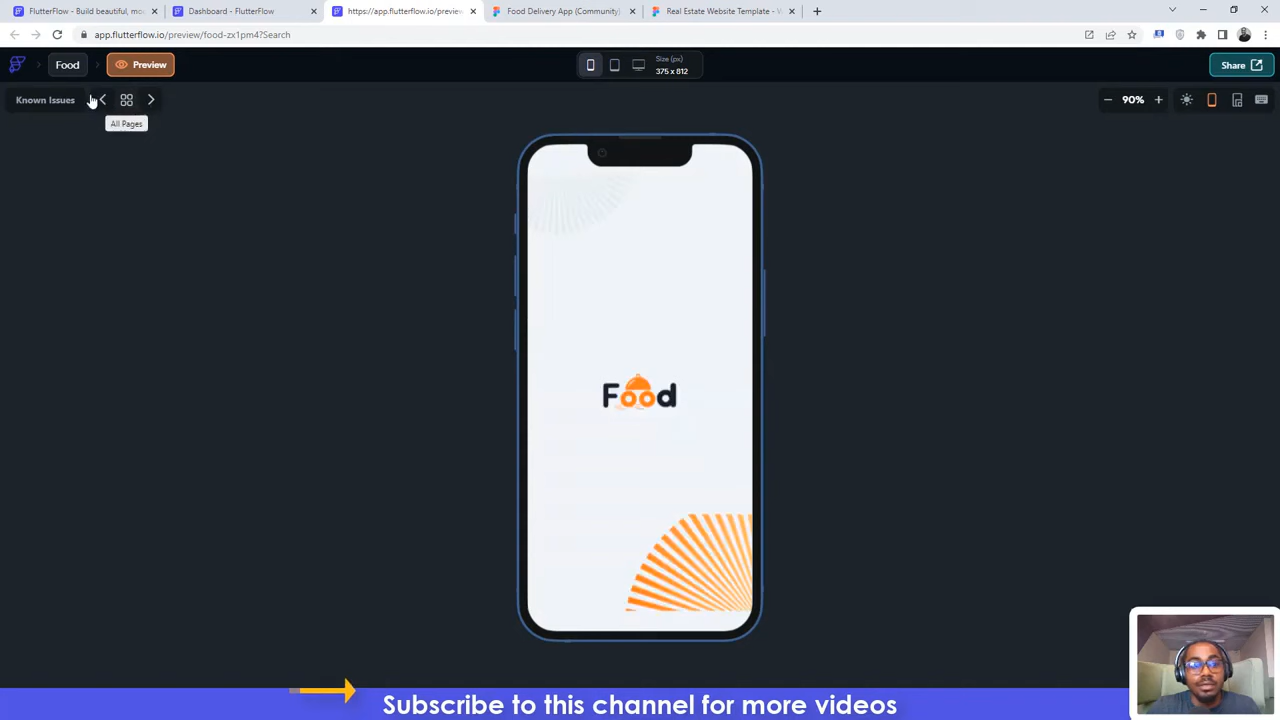 FlutterFlow - Build beautiful, mo
Dashboard - FlutterFlow
https://app.flutterflow.io/preview
Food Delivery App (Community)
Real Estate Website Template - W
app.flutterflow.io/preview/food-zx1pm4?Search
Food
Preview
Size (px)
375 x 812
Share
Known Issues
90%
All Pages
Food
Subscribe to this channel for more videos